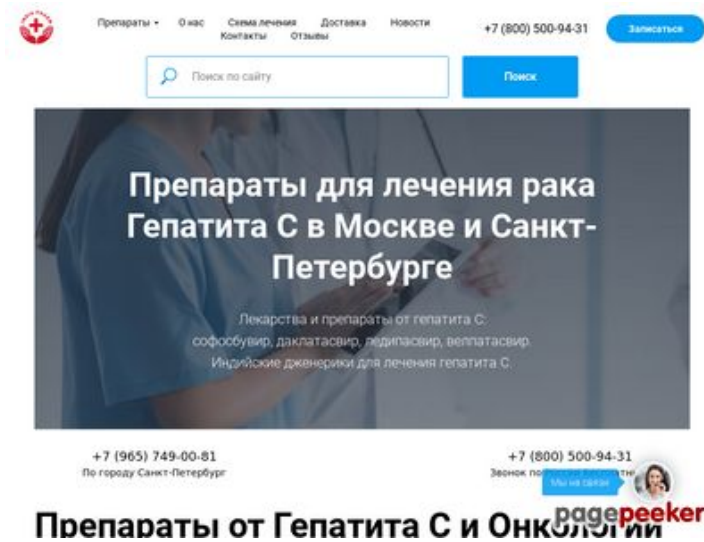 Препараты
О нас
Схема лечения
Доставка
Новости
Контакты
Отзывы
+7 (800) 500-94-31
Записаться
Поиск по сайту
Поиск
Препараты для лечения рака
Гепатита С в Москве и Санкт-
Петербурге
Лекарства и препараты от гепатита С:
софосбувир, даклатасвир, ледипасвир, велпатасвир.
Индийские дженерики для лечения гепатита С.
+7 (965) 749-00-81
По городу Санкт-Петербург
+7 (800) 500-94-31
Звонок по
Мы на связи
pagepeeker
Препараты от Гепатита С и Онкологии